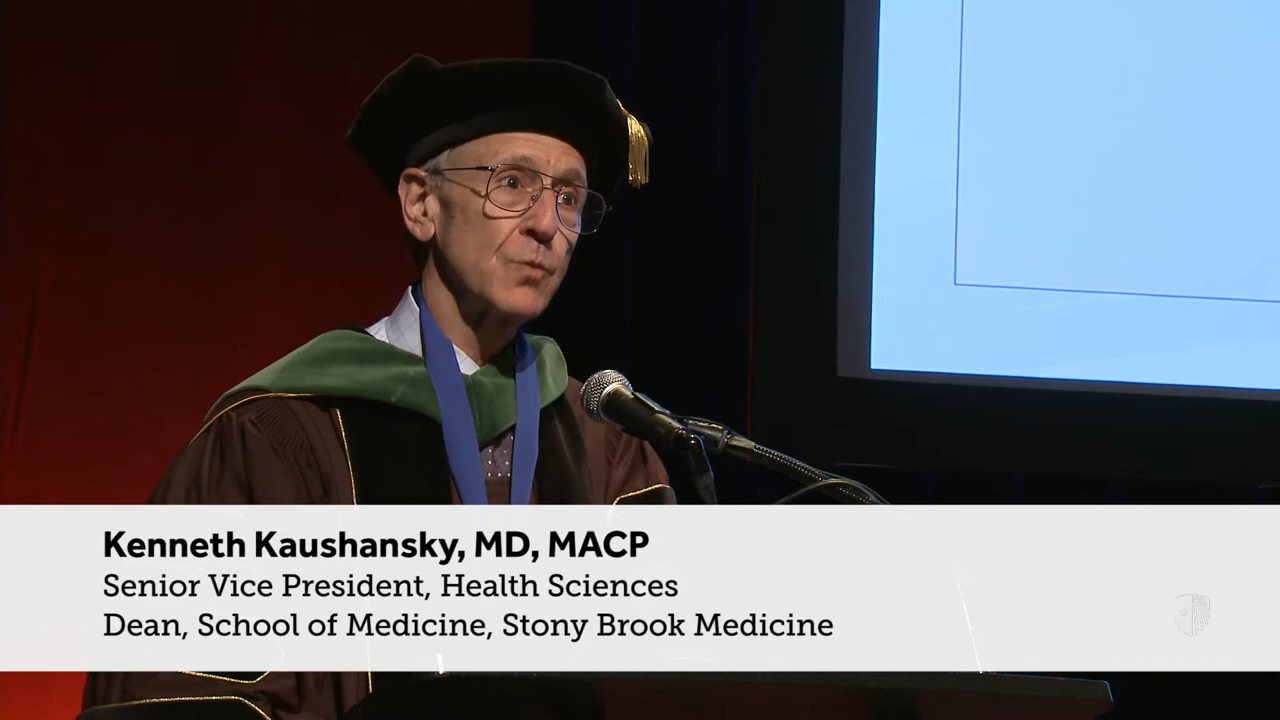 Kenneth Kaushansky, MD, MACP
Senior Vice President, Health Sciences
Dean, School of Medicine, Stony Brook Medicine